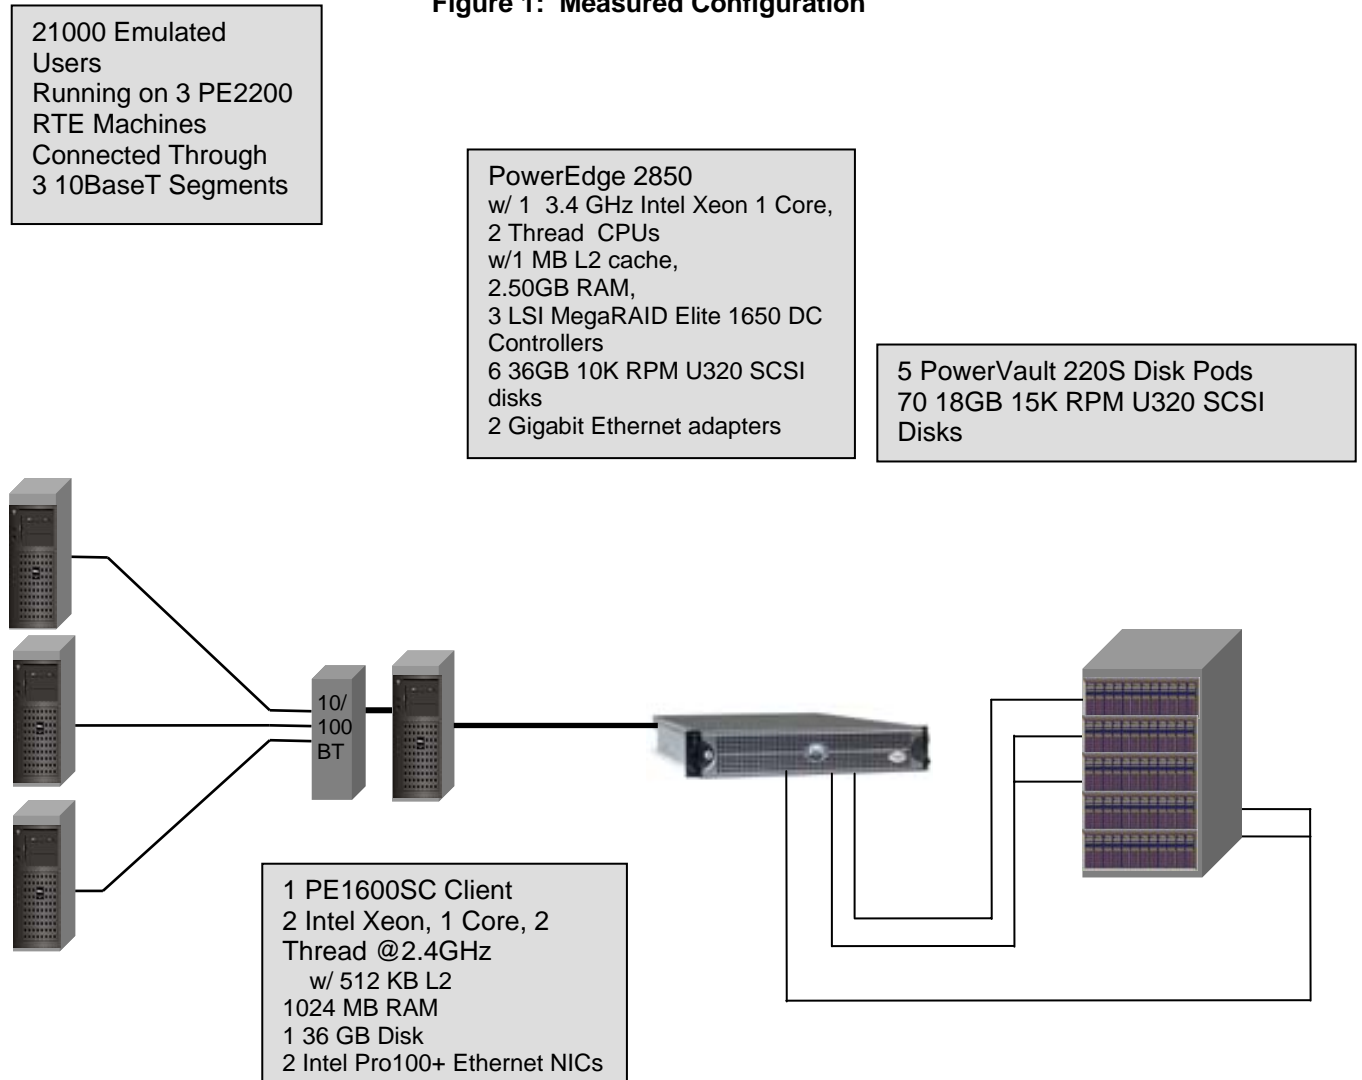 Figure 1: Measured Configuration
21000 Emulated
Users
Running on 3 PE2200
RTE Machines
Connected Through
3 10BaseT Segments
PowerEdge 2850
w/ 1 3.4 GHz Intel Xeon 1 Core,
2 Thread CPUs
w/1 MB L2 cache,
2.50GB RAM,
3 LSI MegaRAID Elite 1650 DC
Controllers
6 36GB 10K RPM U320 SCSI
disks
2 Gigabit Ethernet adapters
5 PowerVault 220S Disk Pods
70 18GB 15K RPM U320 SCSI
Disks
10/
100
BT
1 PE1600SC Client
2 Intel Xeon, 1 Core, 2
Thread @2.4GHz
w/ 512 KB L2
1024 MB RAM
1 36 GB Disk
2 Intel Pro100+ Ethernet NICs